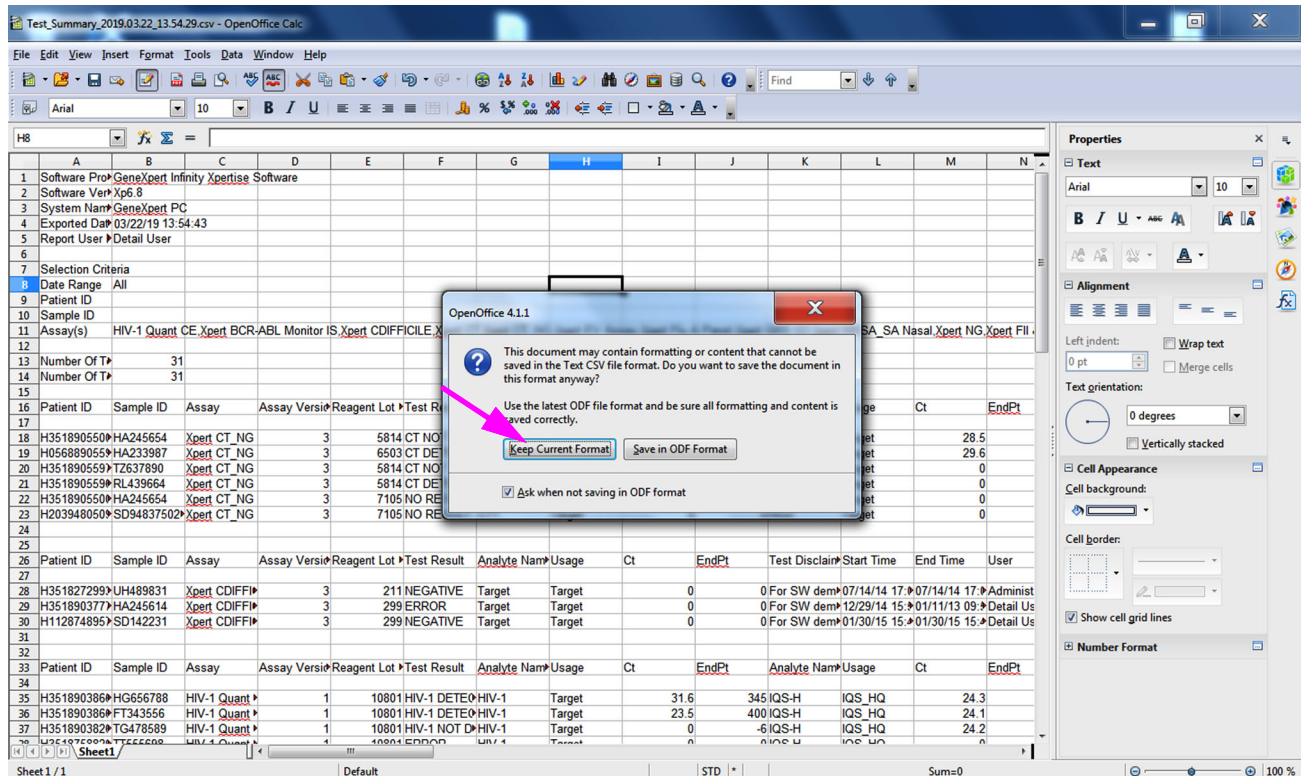 Test_Summary_2019.03.22_13.54.29.csv - OpenOffice Calc
File Edit View Insert Format Tools Data Window Help
Find
Arial 10
H8
A B C D E F G H I J K L M N
1 Software Pro GeneXpert Infinity Xpertise Software
2 Software Ver Xp6.8
3 System Nam GeneXpert PC
4 Exported Dat 03/22/19 13:54:43
5 Report User Detail User
6
7 Selection Criteria
8 Date Range All
9 Patient ID
10 Sample ID
11 Assay(s) HIV-1 Quant CE,Xpert BCR-ABL Monitor IS,Xpert CDIFFICILE, SA_SA Nasal,Xpert NG,Xpert FII
12
13 Number Of T 31
14 Number Of T 31
15
16 Patient ID Sample ID Assay Assay Versio Reagent Lot Test R ge Ct EndPt
17
18 H351890550 HA245654 Xpert CT_NG 3 5814 CT NO get 28.5
19 H056889055 HA233987 Xpert CT_NG 3 6503 CT DE get 29.6
20 H351890559 TZ637890 Xpert CT_NG 3 5814 CT NO get 0
21 H351890559 RL439664 Xpert CT_NG 3 5814 CT DE get 0
22 H351890550 HA245654 Xpert CT_NG 3 7105 NO RE get 0
23 H203948050 SD94837502 Xpert CT_NG 3 7105 NO RE get 0
24
25
26 Patient ID Sample ID Assay Assay Versio Reagent Lot Test Result Analyte Nam Usage Ct EndPt Test Disclaim Start Time End Time User
27
28 H351827299 UH489831 Xpert CDIFFI 3 211 NEGATIVE Target Target 0 0 For SW dem 07/14/14 17: 07/14/14 17: Administ
29 H351890377 HA245614 Xpert CDIFFI 3 299 ERROR Target Target 0 0 For SW dem 12/29/14 15: 01/11/13 09: Detail Us
30 H112874895 SD142231 Xpert CDIFFI 3 299 NEGATIVE Target Target 0 0 For SW dem 01/30/15 15: 01/30/15 15: Detail Us
31
32
33 Patient ID Sample ID Assay Assay Versio Reagent Lot Test Result Analyte Nam Usage Ct EndPt Analyte Nam Usage Ct EndPt
34
35 H351890386 HG656788 HIV-1 Quant 1 10801 HIV-1 DETEC HIV-1 Target 31.6 345 IQS-H IQS_HQ 24.3
36 H351890386 FT343556 HIV-1 Quant 1 10801 HIV-1 DETEC HIV-1 Target 23.5 400 IQS-H IQS_HQ 24.1
37 H351890382 TG478589 HIV-1 Quant 1 10801 HIV-1 NOT D HIV-1 Target 0 -6 IQS-H IQS_HQ 24.2
Sheet1
Sheet 1 / 1 Default STD * Sum=0 100 %
OpenOffice 4.1.1
This document may contain formatting or content that cannot be
saved in the Text CSV file format. Do you want to save the document in
this format anyway?
Use the latest ODF file format and be sure all formatting and content is
saved correctly.
Keep Current Format Save in ODF Format
Ask when not saving in ODF format
Properties
Text
Arial 10
Alignment
Left indent: Wrap text
0 pt Merge cells
Text orientation:
0 degrees
Vertically stacked
Cell Appearance
Cell background:
Cell border:
Show cell grid lines
Number Format